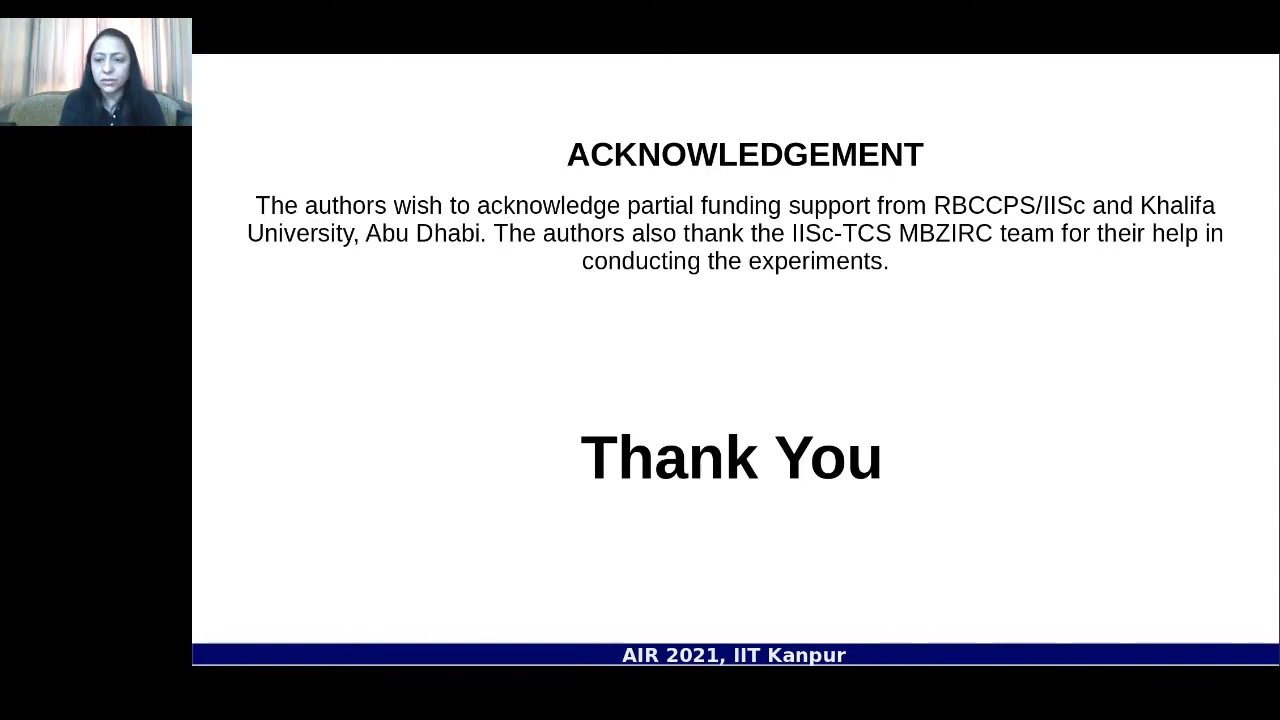 ACKNOWLEDGEMENT
The authors wish to acknowledge partial funding support from RBCCPS/IISc and Khalifa
University, Abu Dhabi. The authors also thank the IISc-TCS MBZIRC team for their help in
conducting the experiments.
Thank You
AIR 2021, IIT Kanpur